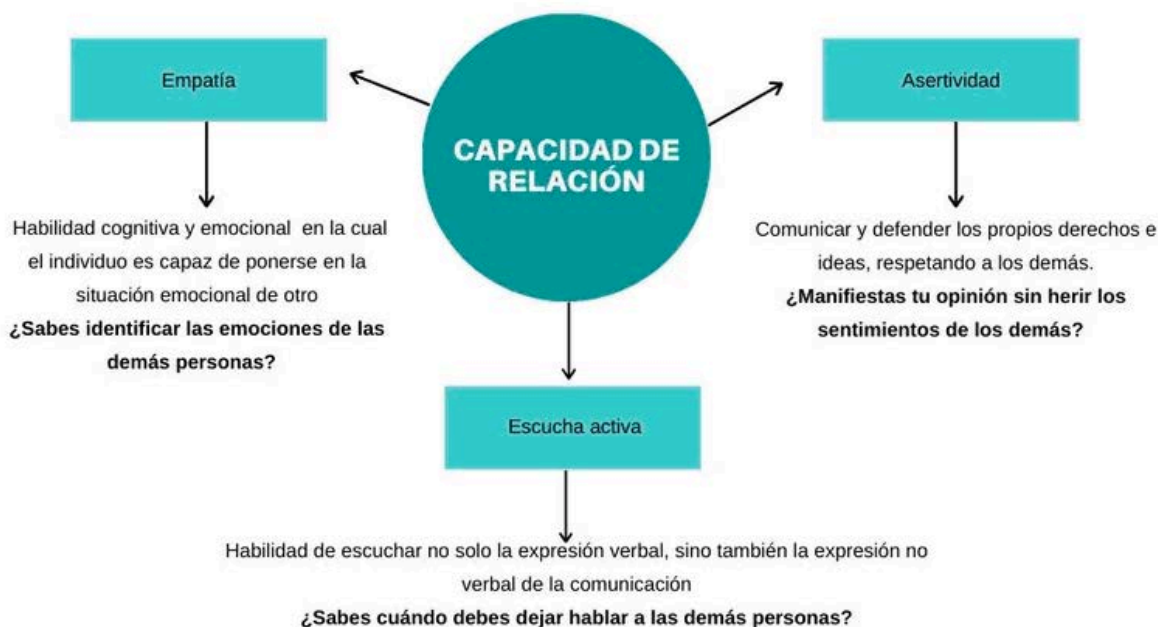 CAPACIDAD DE
RELACIÓN
Empatía
Habilidad cognitiva y emocional en la cual
el individuo es capaz de ponerse en la
situación emocional de otro
¿Sabes identificar las emociones de las
demás personas?
Asertividad
Comunicar y defender los propios derechos e
ideas, respetando a los demás.
¿Manifiestas tu opinión sin herir los
sentimientos de los demás?
Escucha activa
Habilidad de escuchar no solo la expresión verbal, sino también la expresión no
verbal de la comunicación
¿Sabes cuándo debes dejar hablar a las demás personas?